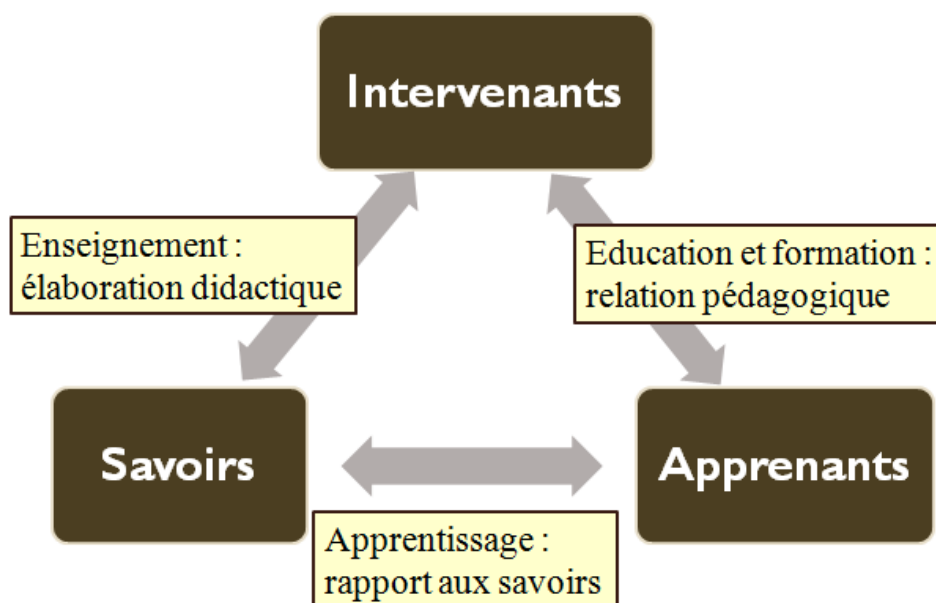 Intervenants
Enseignement :
élaboration didactique
Education et formation :
relation pédagogique
Savoirs
Apprenants
Apprentissage :
rapport aux savoirs